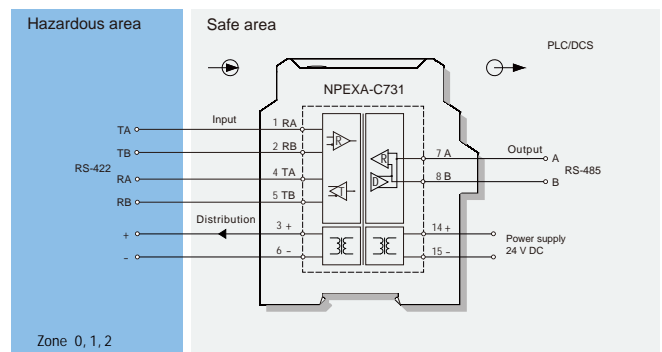 Hazardous area
Safe area
PLC/DCS
NPEXA-C731
TA
Input
1 RA
R
TB
2 RB
R
7 A
Output
A
RS-422
RS-485
RA
4 TA
D
8 B
B
RB
5 TB
T
Distribution
+
3 +
14 +
Power supply
24 V DC
-
6 -
15 -
Zone 0, 1, 2